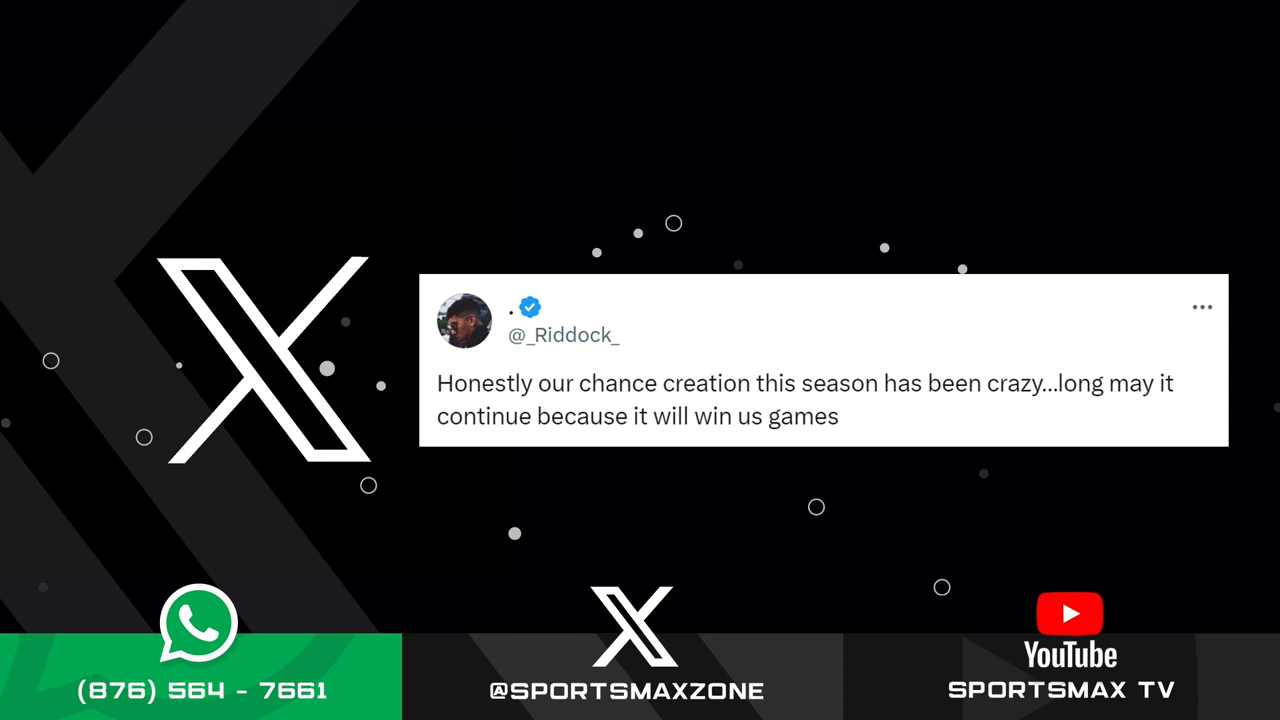 .
@_Riddock_
Honestly our chance creation this season has been crazy...long may it
continue because it will win us games
(876) 564 - 7661
@SPORTSMAXZONE
YouTube
SPORTSMAX TV